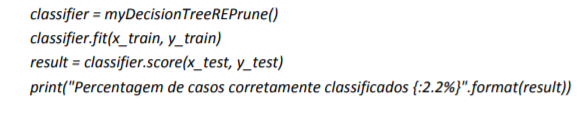 classifier = myDecisionTreeREPrune()
classifier.fit(x_train, y_train)
result = classifier.score(x_test, y_test)
print("Percentagem de casos corretamente classificados {:2.2%}".format(result))